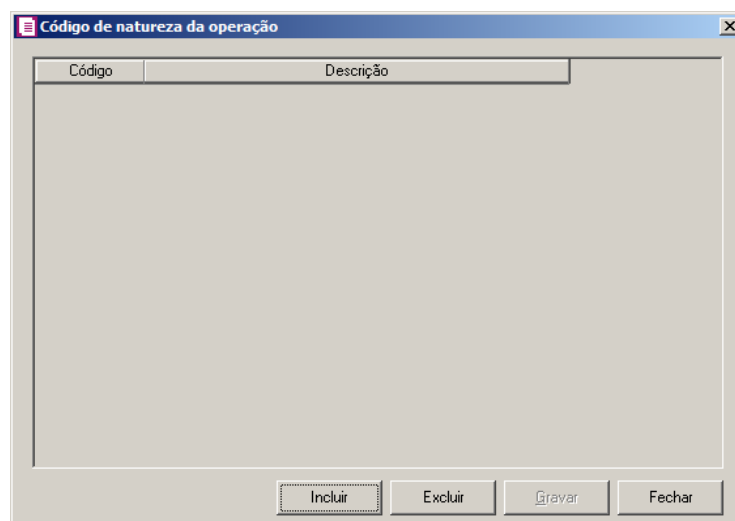 Código de natureza da operação
Código Descrição
Incluir Excluir Gravar Fechar